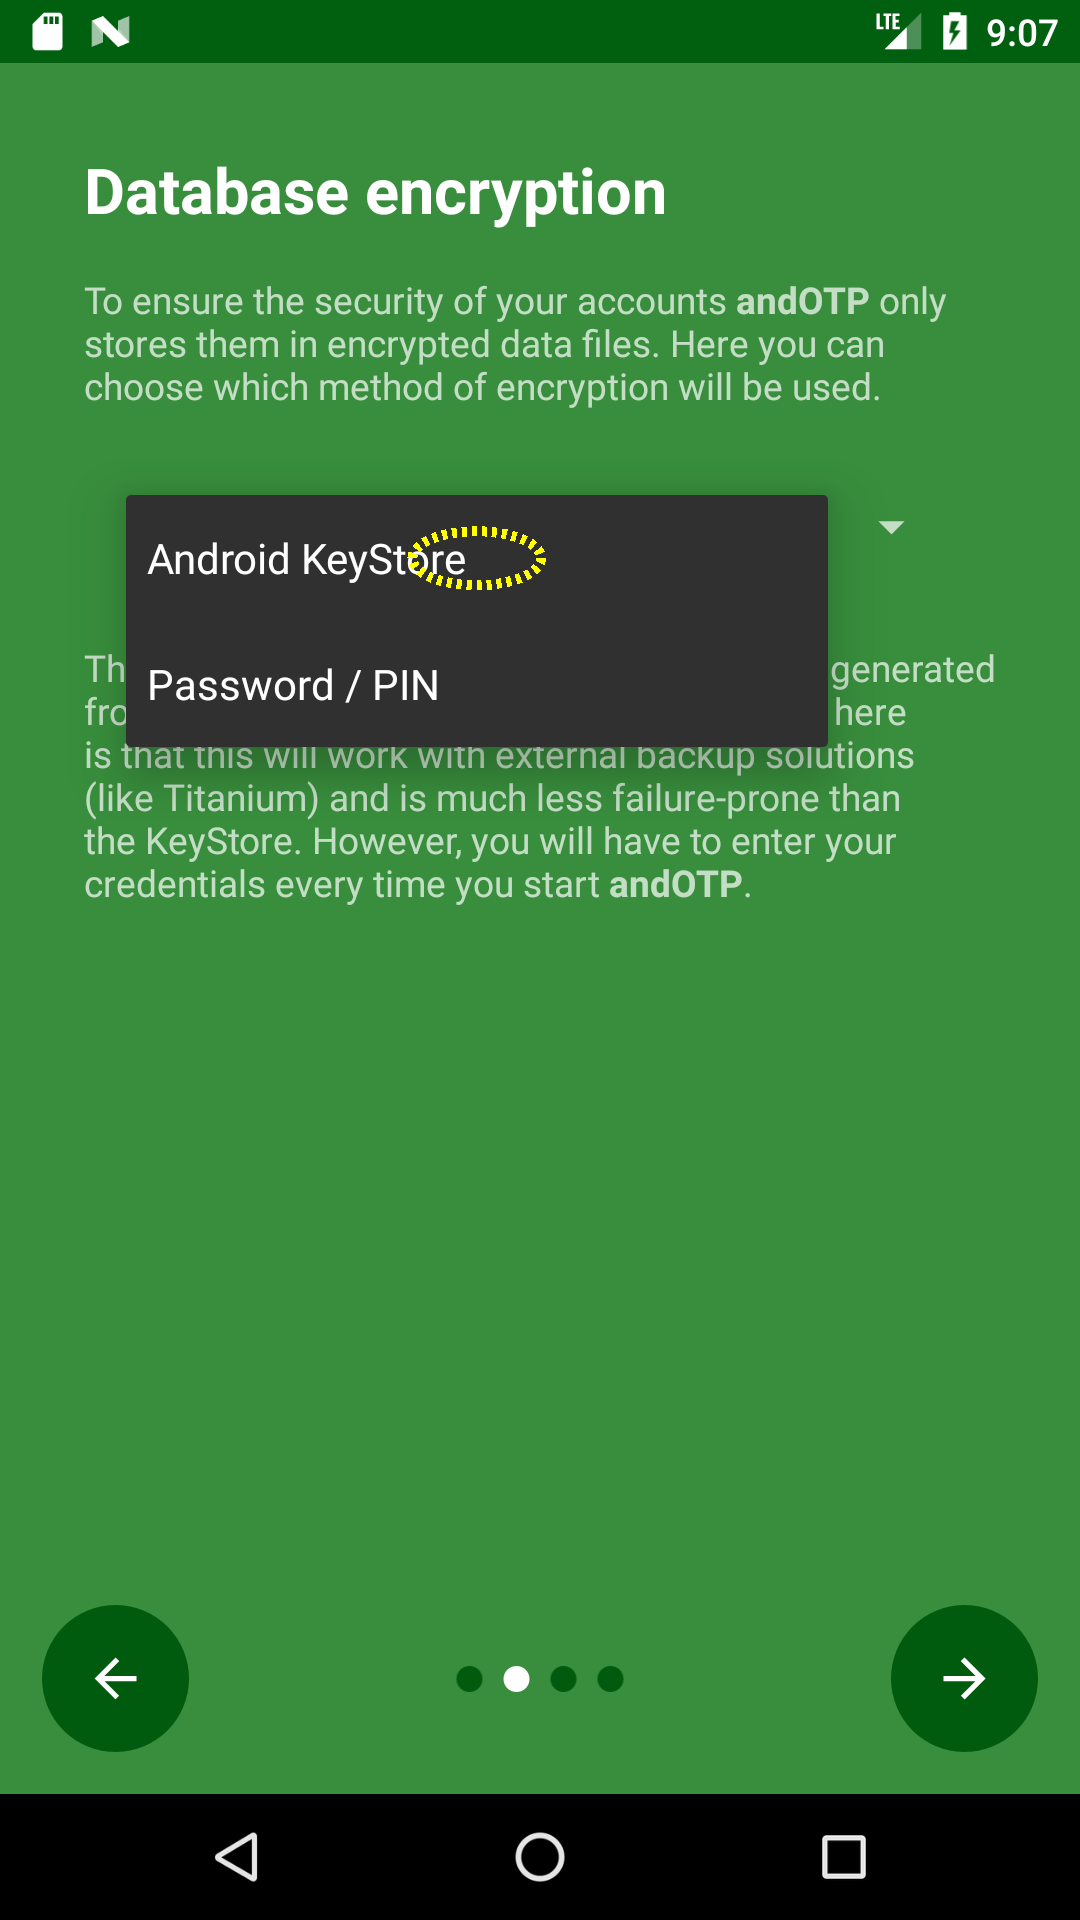 LTE 9:07
Database encryption
To ensure the security of your accounts andOTP only
stores them in encrypted data files. Here you can
choose which method of encryption will be used.
Android KeyStore
Password / PIN
Th generated
fro here
is that this will work with external backup solutions
(like Titanium) and is much less failure-prone than
the KeyStore. However, you will have to enter your
credentials every time you start andOTP.